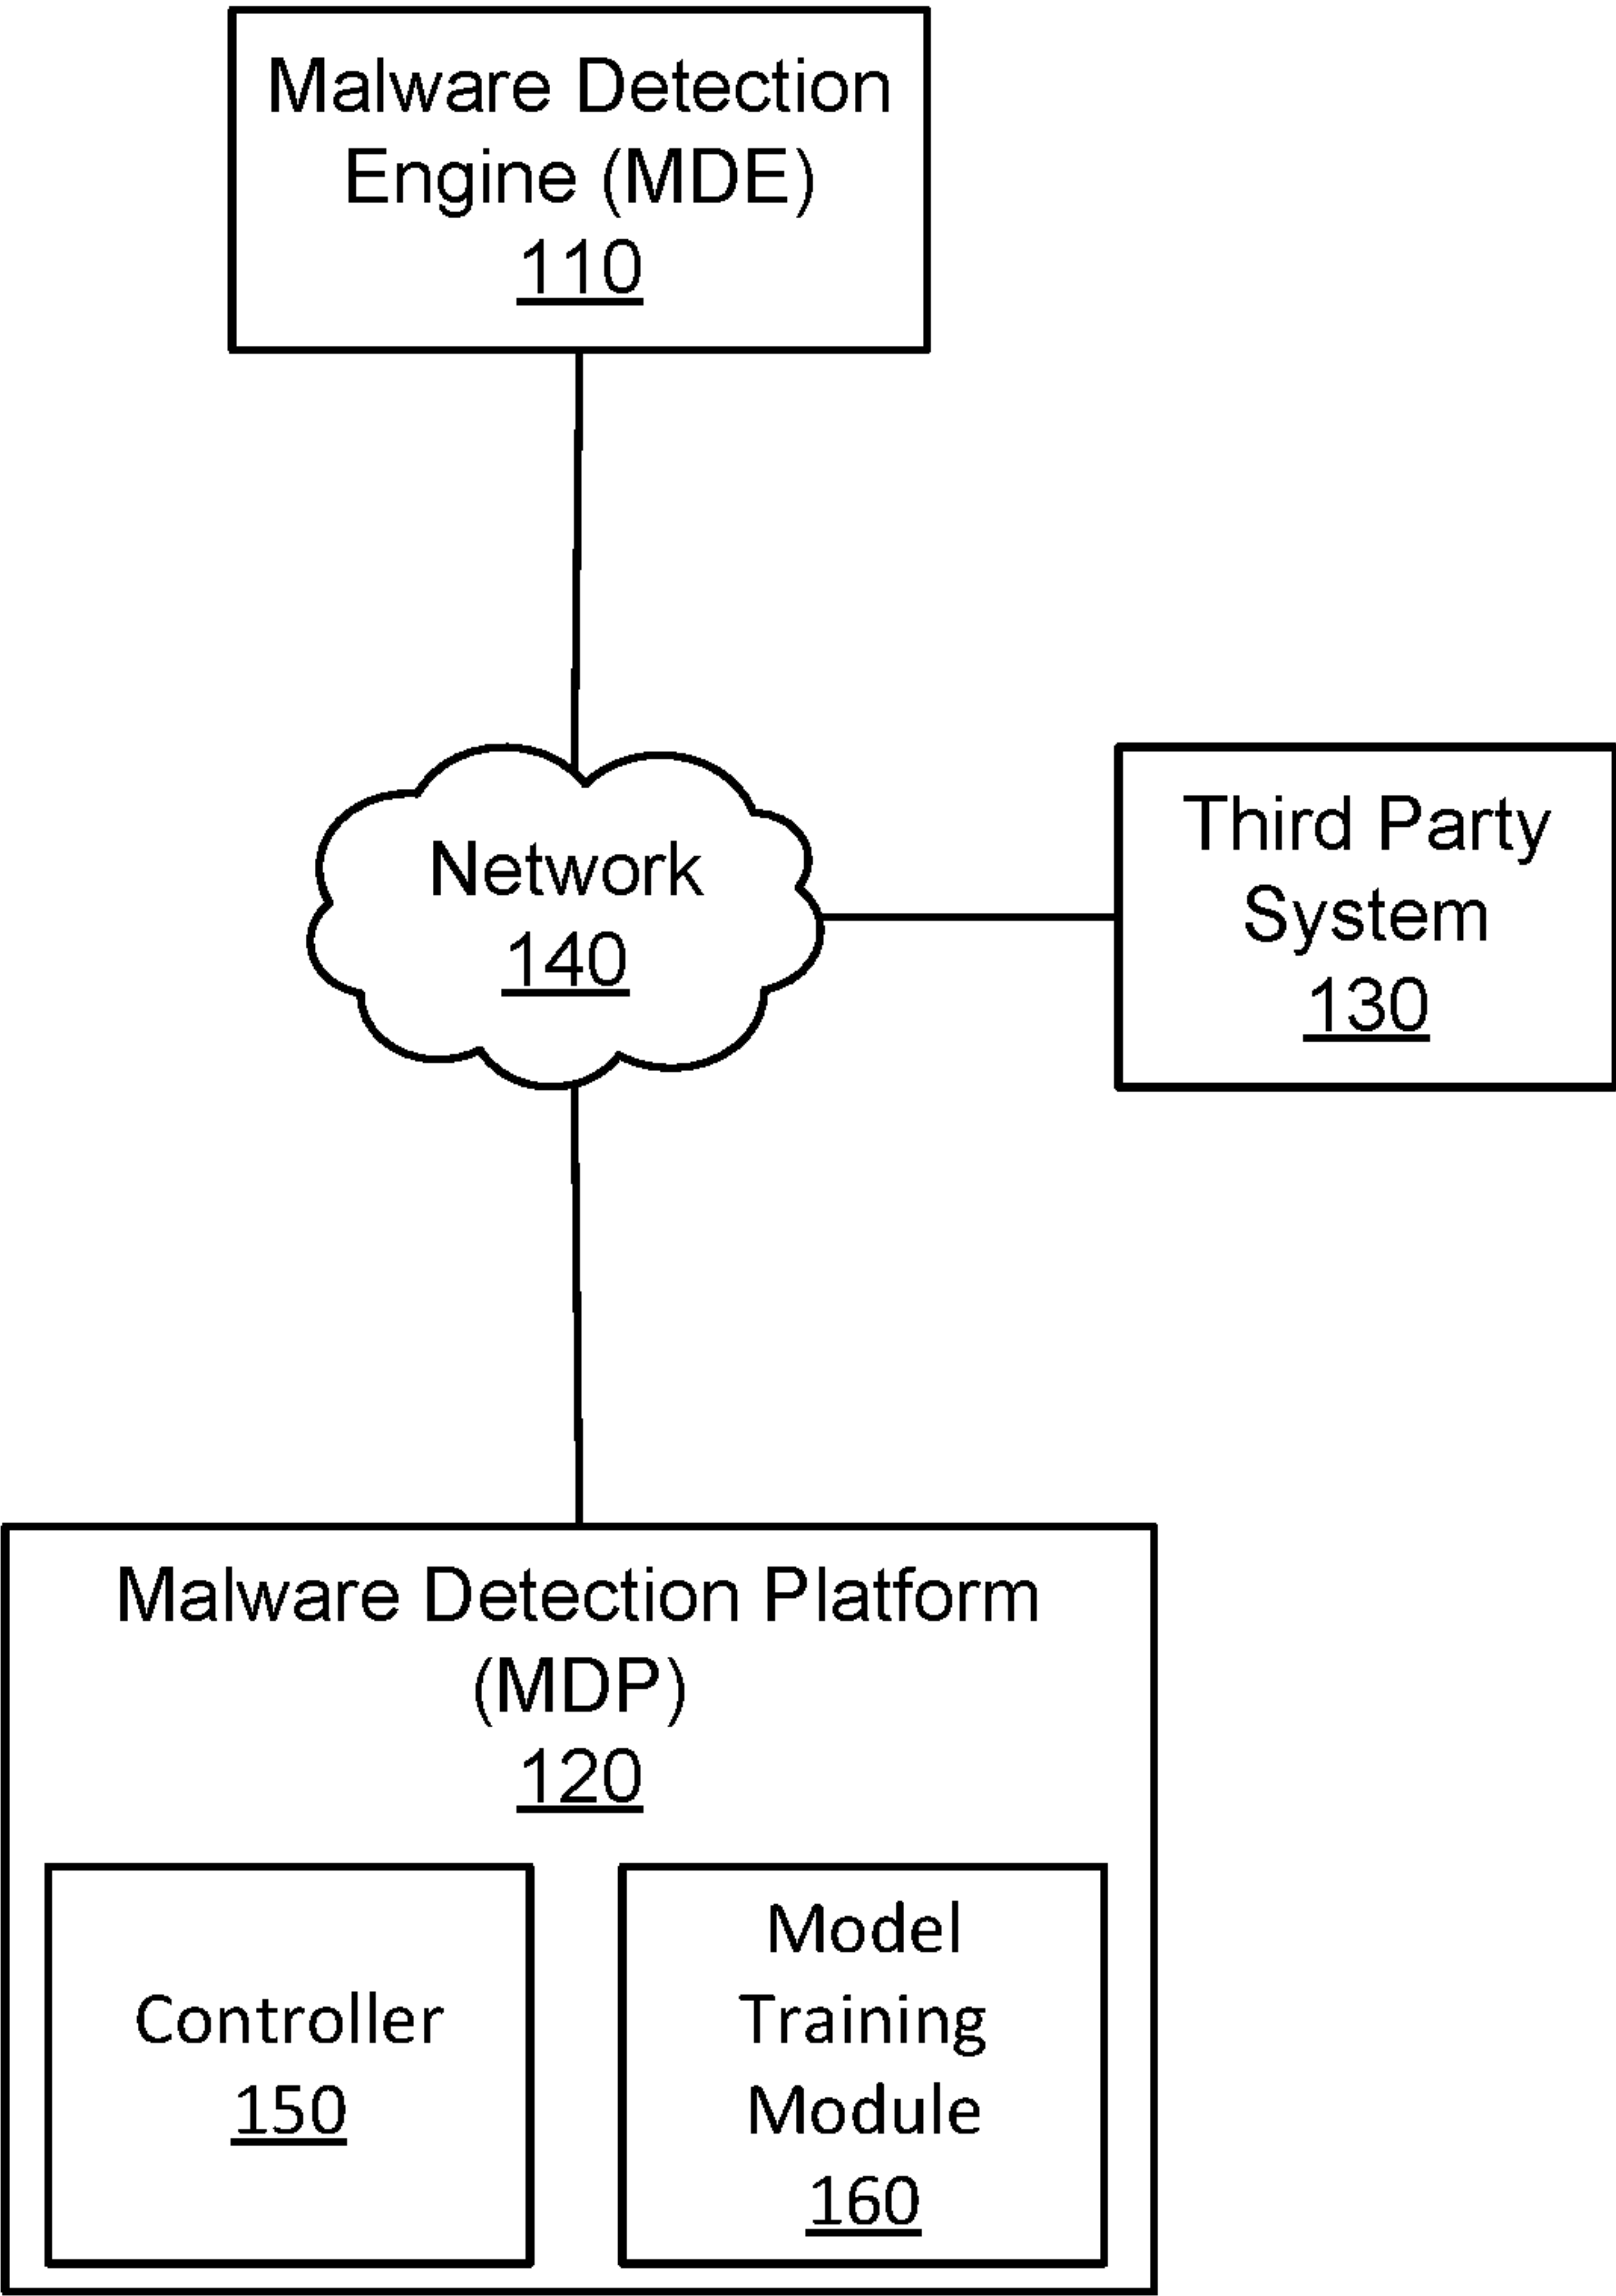 Malware Detection
Engine (MDE)
110
Network
140
Third Party
System
130
Malware Detection Platform
(MDP)
120
Controller
150
Model
Training
Module
160